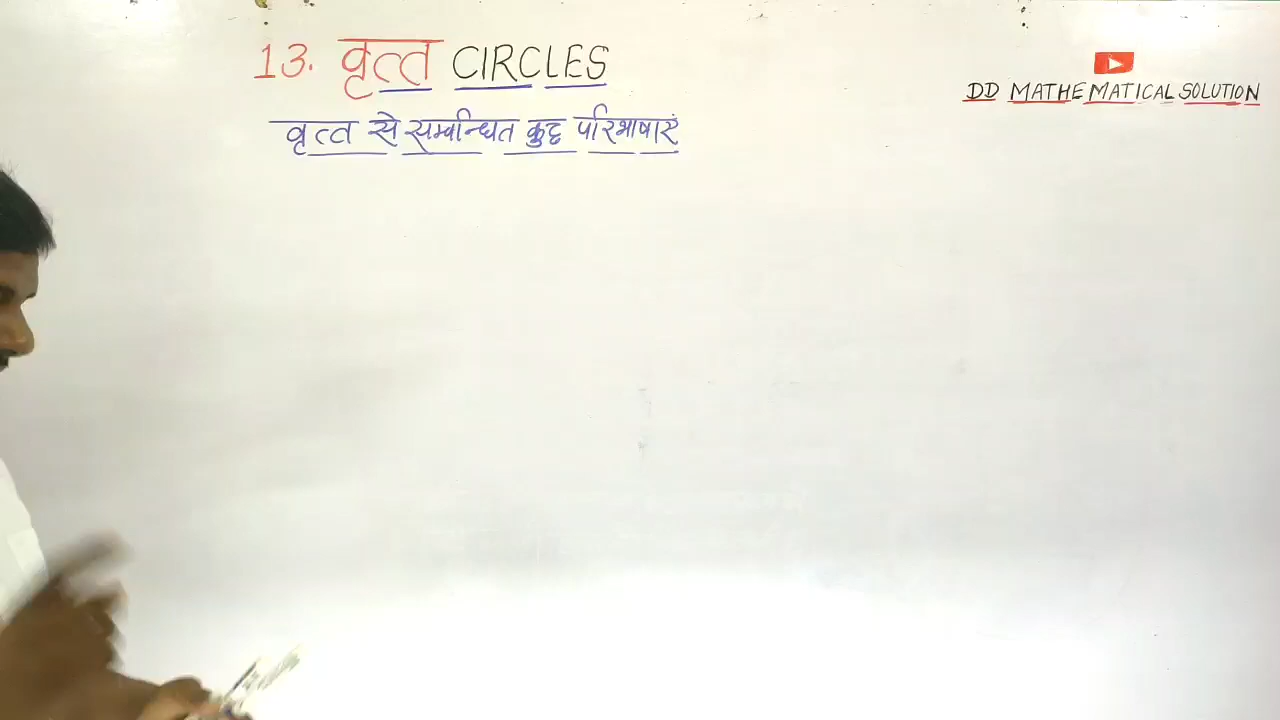 13. वृत्त CIRCLES
DD MATHEMATICAL SOLUTION
वृत्त से सम्बन्धित कुछ परिभाषाएं